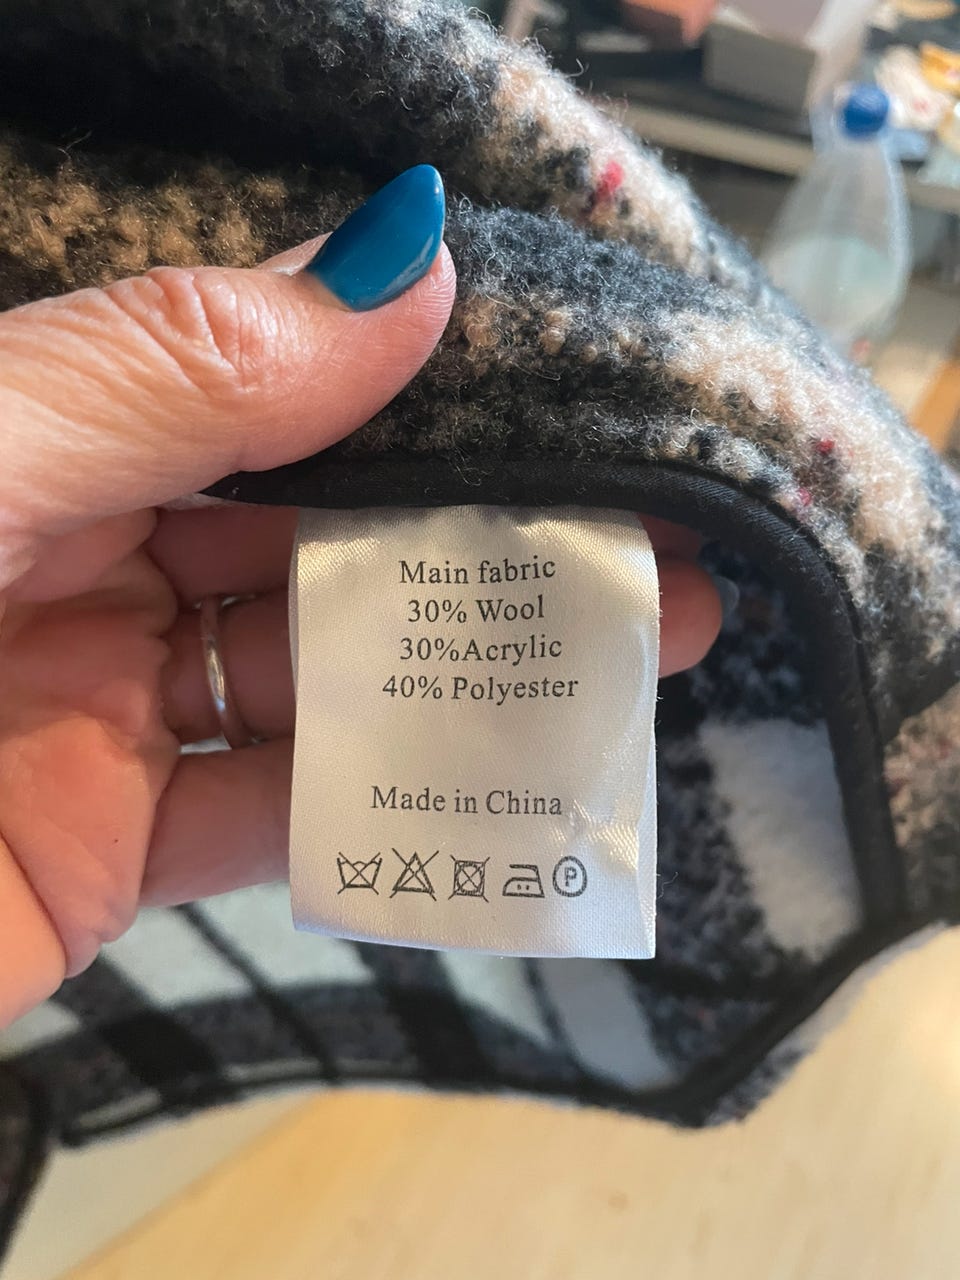 Main fabric
30% Wool
30%Acrylic
40% Polyester
Made in China
P